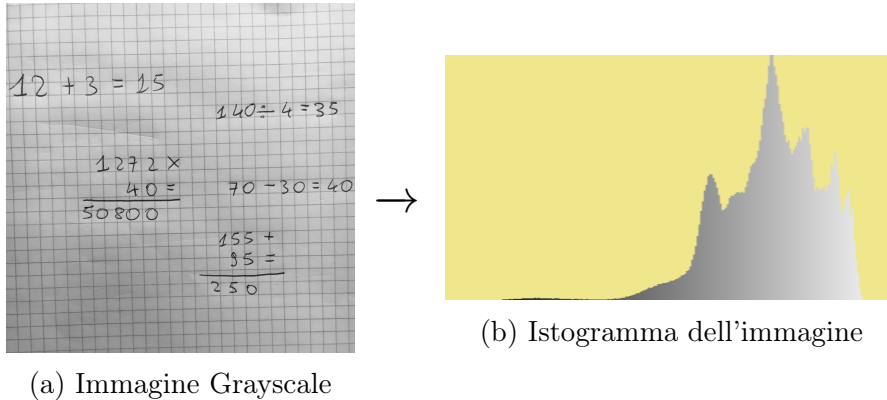 12 + 3 = 15
140 ÷ 4 = 35
1272 ×
40 =
50800
70 - 30 = 40
155 +
95 =
250
→
(a) Immagine Grayscale
(b) Istogramma dell'immagine